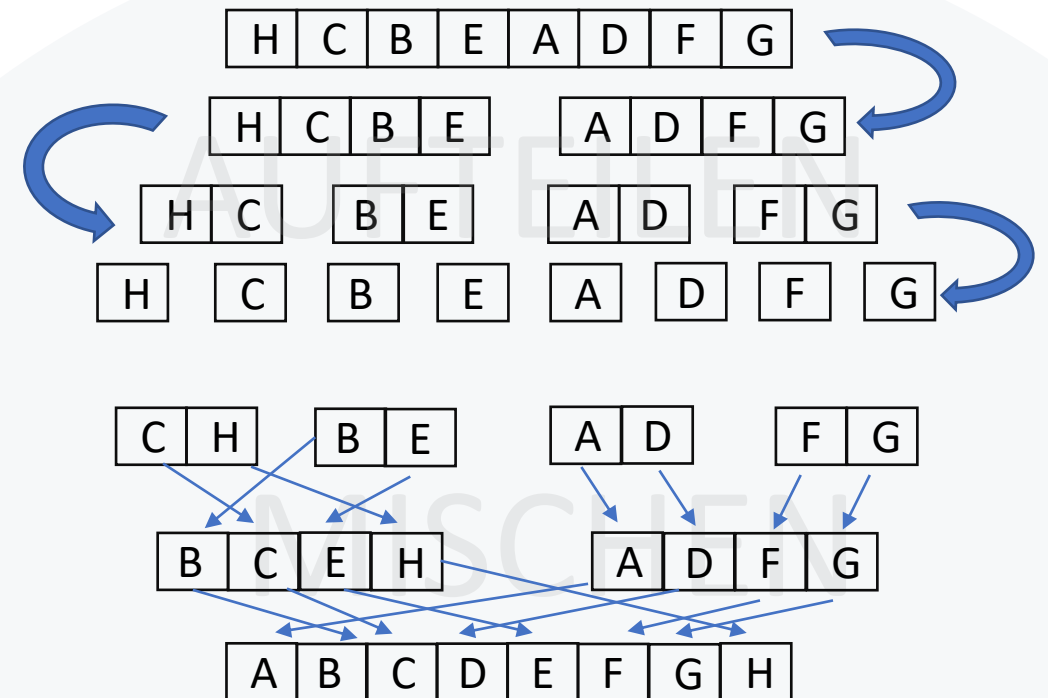 H C B E A D F G
H C B E A D F G
AUFTEILEN
H C B E A D F G
H C B E A D F G
C H B E A D F G
MISCHEN
B C E H A D F G
A B C D E F G H